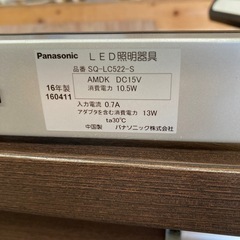 Panasonic LED照明器具
品番 SQ-LC522-S
16年製
160411
AMDK DC15V
消費電力 10.5W
入力電流 0.7A
アダプタを含む消費電力 13W
ta30℃
中国製 パナソニック株式会社